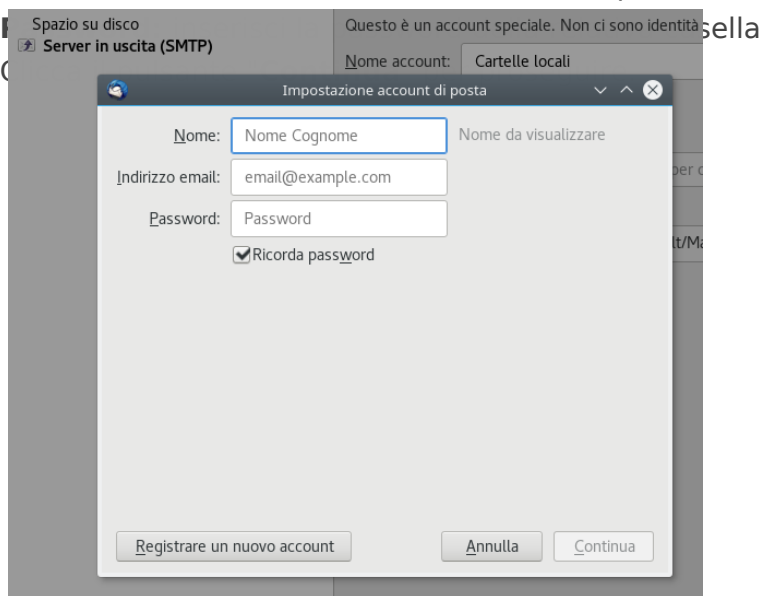 Spazio su disco
Server in uscita (SMTP)
Questo è un account speciale. Non ci sono identità
sella
Nome account: Cartelle locali
Impostazione account di posta
Nome: Nome Cognome Nome da visualizzare
Indirizzo email: email@example.com
per
Password: Password
lt/Ma
Ricorda password
Registrare un nuovo account Annulla Continua